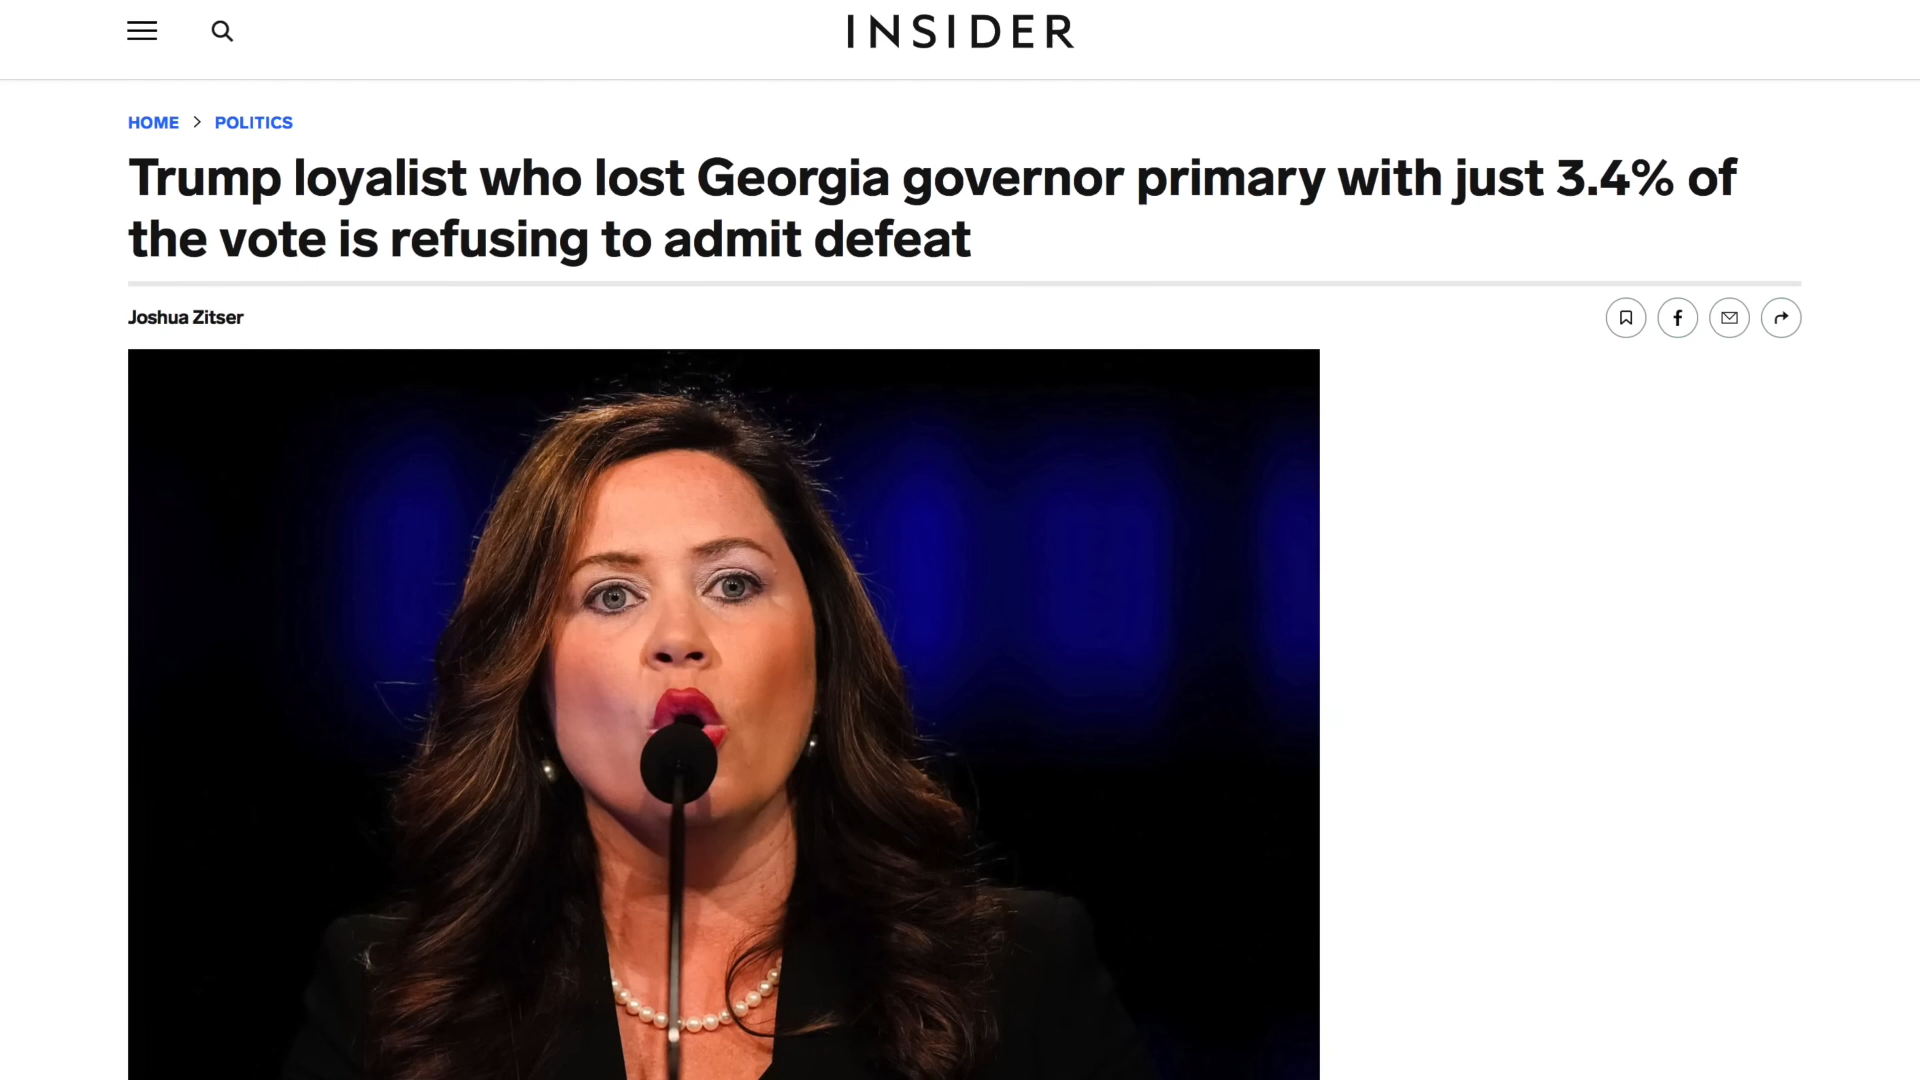 INSIDER
HOME > POLITICS
Trump loyalist who lost Georgia governor primary with just 3.4% of
the vote is refusing to admit defeat
Joshua Zitser